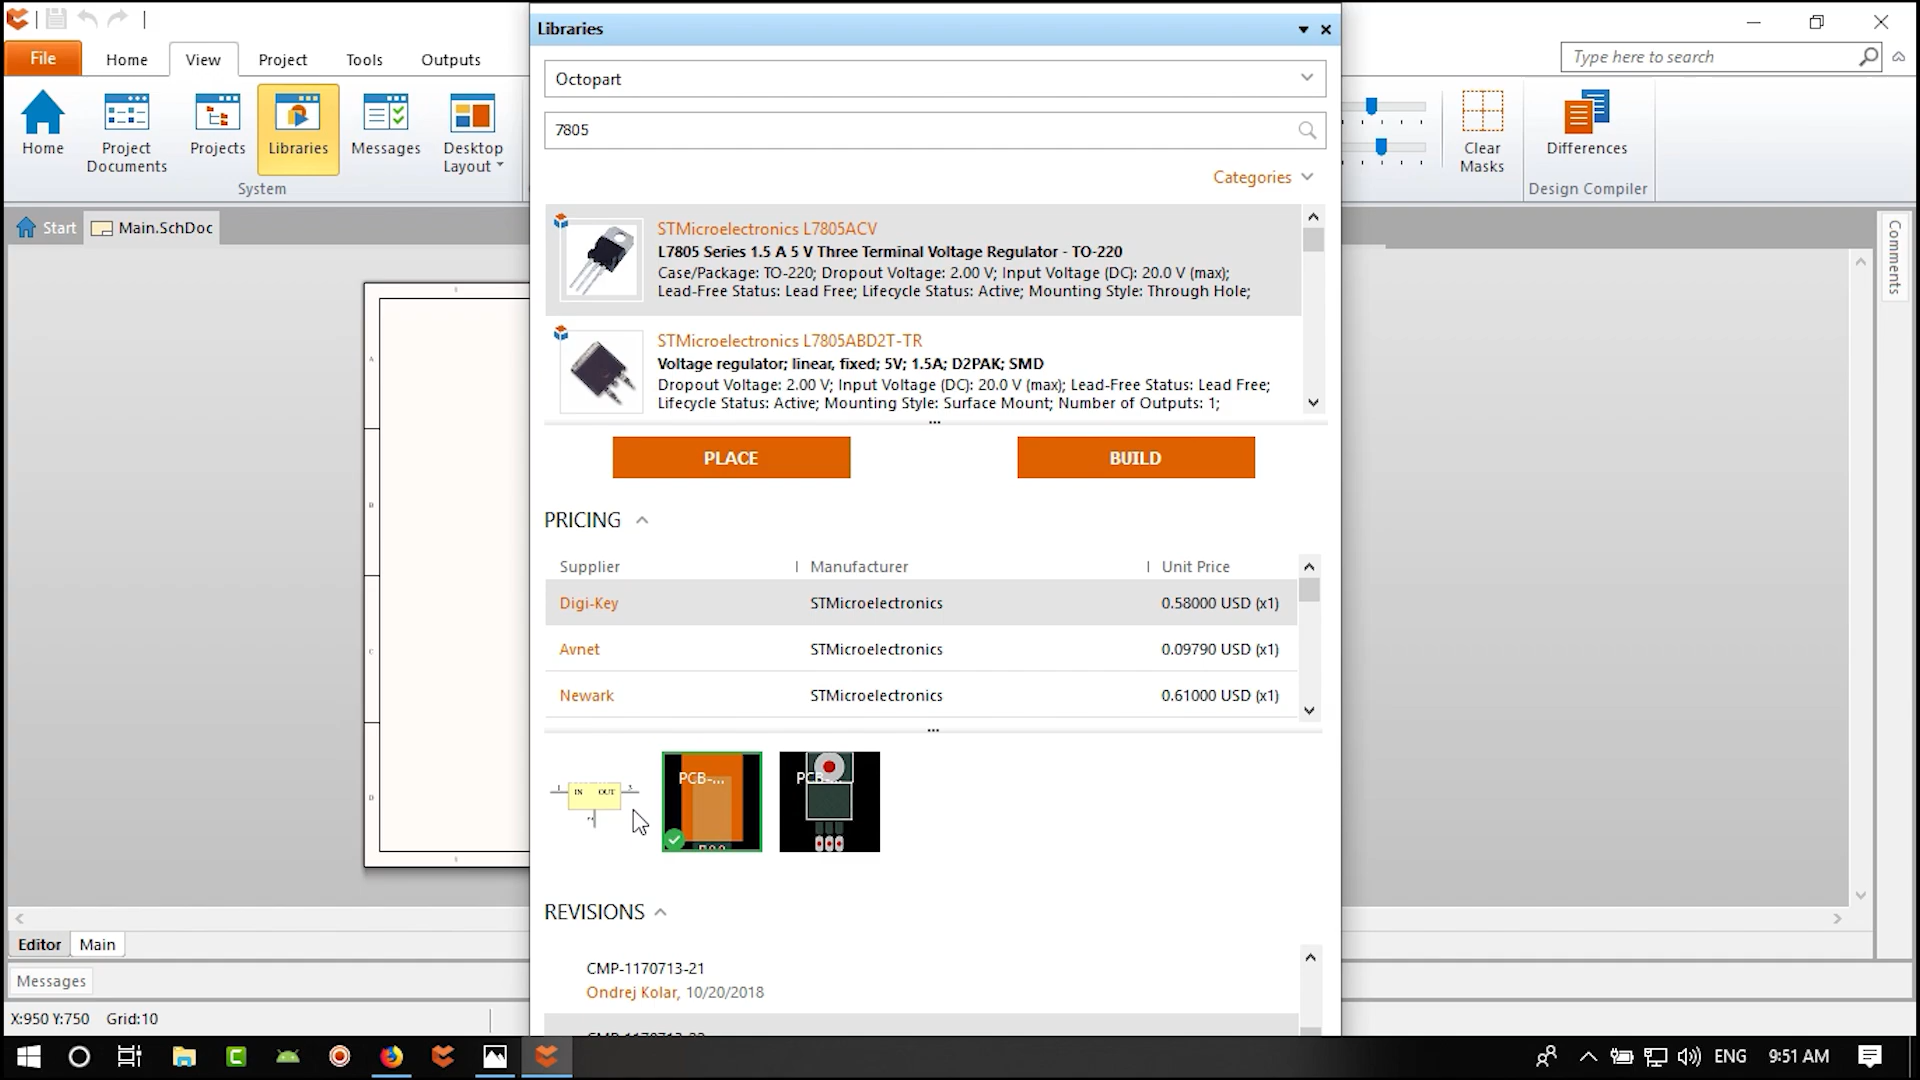 Libraries
File
Home
View
Project
Tools
Outputs
Type here to search
Octopart
7805
Categories
Home
Project Documents
Projects
Libraries
Messages
Desktop Layout
System
Clear Masks
Differences
Design Compiler
Start
Main.SchDoc
Comments
STMicroelectronics L7805ACV
L7805 Series 1.5 A 5 V Three Terminal Voltage Regulator - TO-220
Case/Package: TO-220; Dropout Voltage: 2.00 V; Input Voltage (DC): 20.0 V (max);
Lead-Free Status: Lead Free; Lifecycle Status: Active; Mounting Style: Through Hole;
STMicroelectronics L7805ABD2T-TR
Voltage regulator; linear, fixed; 5V; 1.5A; D2PAK; SMD
Dropout Voltage: 2.00 V; Input Voltage (DC): 20.0 V (max); Lead-Free Status: Lead Free;
Lifecycle Status: Active; Mounting Style: Surface Mount; Number of Outputs: 1;
PLACE
BUILD
PRICING
Supplier Manufacturer Unit Price
Digi-Key STMicroelectronics 0.58000 USD (x1)
Avnet STMicroelectronics 0.09790 USD (x1)
Newark STMicroelectronics 0.61000 USD (x1)
1 IN OUT 3
PCB-...
PCB-...
REVISIONS
CMP-1170713-21
Ondrej Kolar, 10/20/2018
Editor
Main
Messages
X:950 Y:750 Grid:10
ENG
9:51 AM